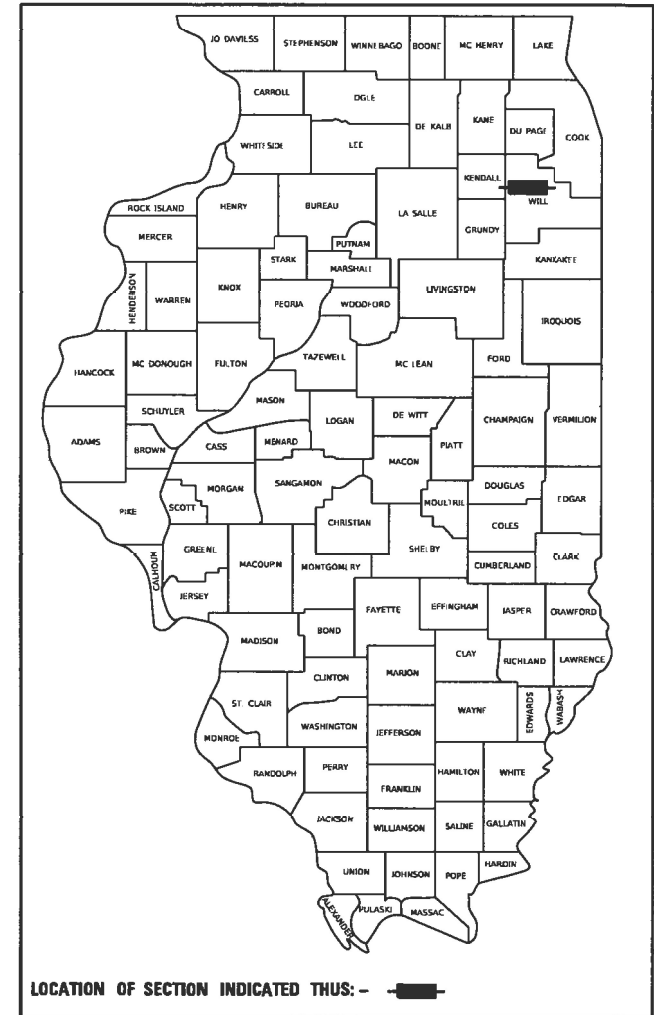 JO DAVILSS
STEPHENSON
WINNEBAGO
BOONE
MC HENRY
LAKE
CARROLL
OGLE
DE KALB
KANE
DU PAGE
COOK
WHITESIDE
LEE
KENDALL
WILL
ROCK ISLAND
HENRY
BUREAU
LA SALLE
GRUNDY
MERCER
PUTNAM
KANKAKEE
STARK
MARSHALL
HENDERSON
WARREN
KNOX
PEORIA
WOODFORD
LIVINGSTON
IROQUOIS
HANCOCK
MC DONOUGH
FULTON
TAZEWELL
MC LEAN
FORD
SCHUYLER
MASON
LOGAN
DE WITT
CHAMPAIGN
VERMILION
ADAMS
BROWN
CASS
MENARD
PIATT
MACON
PIKE
SCOTT
MORGAN
SANGAMON
MOULTRIE
DOUGLAS
EDGAR
CHRISTIAN
COLES
CALHOUN
GREENE
MACOUPIN
MONTGOMERY
SHELBY
CUMBERLAND
CLARK
JERSEY
FAYETTE
EFFINGHAM
JASPER
CRAWFORD
MADISON
BOND
CLAY
RICHLAND
LAWRENCE
CLINTON
MARION
ST. CLAIR
WAYNE
EDWARDS
WABASH
MONROE
WASHINGTON
JEFFERSON
RANDOLPH
PERRY
HAMILTON
WHITE
FRANKLIN
JACKSON
WILLIAMSON
SALINE
GALLATIN
UNION
JOHNSON
POPE
HARDIN
ALEXANDER
PULASKI
MASSAC
LOCATION OF SECTION INDICATED THUS: -